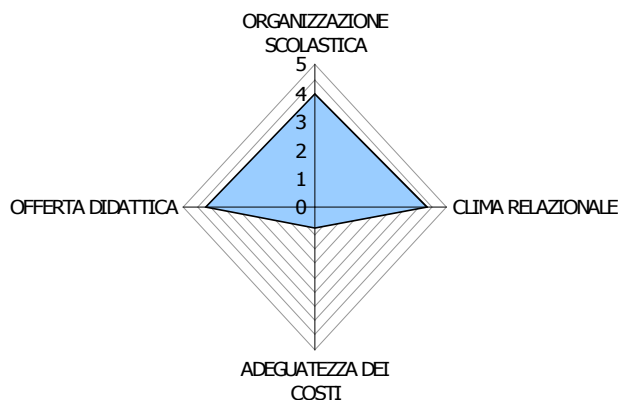 ORGANIZZAZIONE
SCOLASTICA
5
4
3
2
1
0
OFFERTA DIDATTICA
CLIMA RELAZIONALE
ADEGUATEZZA DEI
COSTI